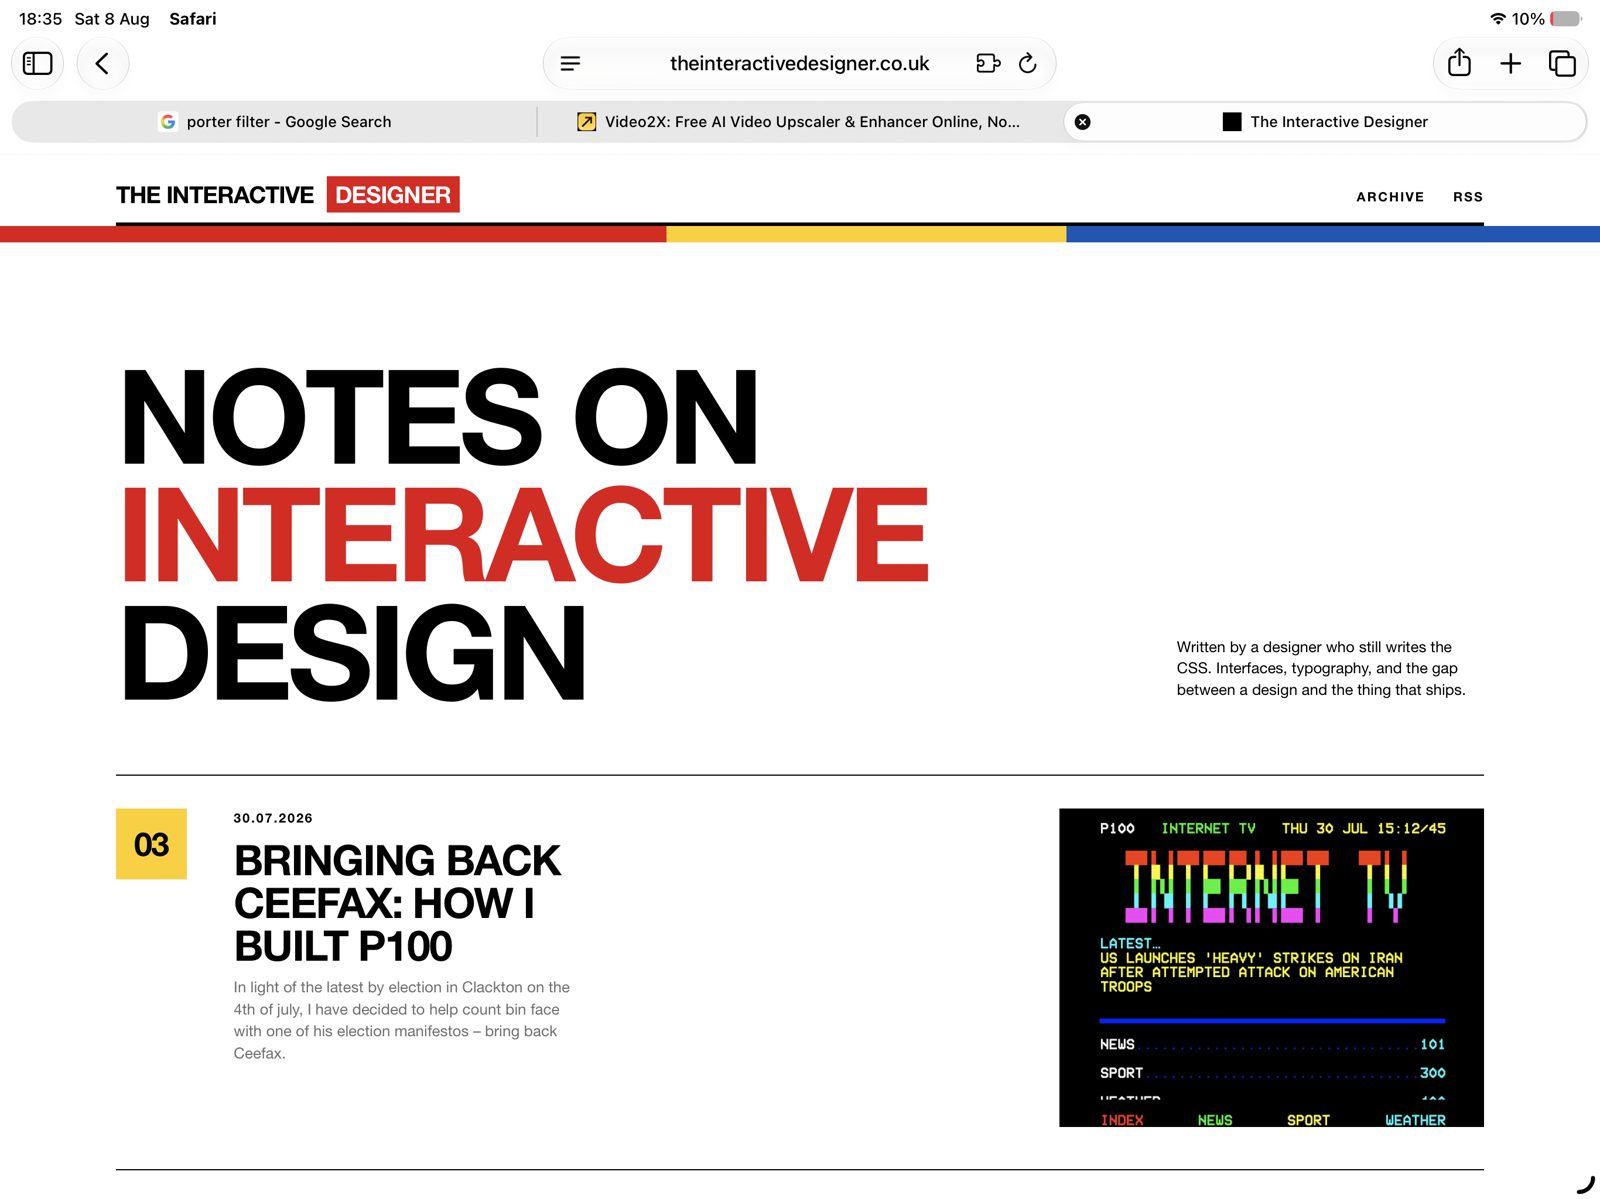 18:35 Sat 8 Aug Safari
10%
theinteractivedesigner.co.uk
porter filter - Google Search
Video2X: Free AI Video Upscaler & Enhancer Online, No...
The Interactive Designer
THE INTERACTIVE DESIGNER
ARCHIVE RSS
NOTES ON
INTERACTIVE
DESIGN
Written by a designer who still writes the
CSS. Interfaces, typography, and the gap
between a design and the thing that ships.
03
30.07.2026
BRINGING BACK
CEEFAX: HOW I
BUILT P100
In light of the latest by election in Clackton on the
4th of july, I have decided to help count bin face
with one of his election manifestos – bring back
Ceefax.
P100 INTERNET TV THU 30 JUL 15:12/45
INTERNET TV
LATEST…
US LAUNCHES 'HEAVY' STRIKES ON IRAN
AFTER ATTEMPTED ATTACK ON AMERICAN
TROOPS
NEWS 101
SPORT 300
INDEX NEWS SPORT WEATHER